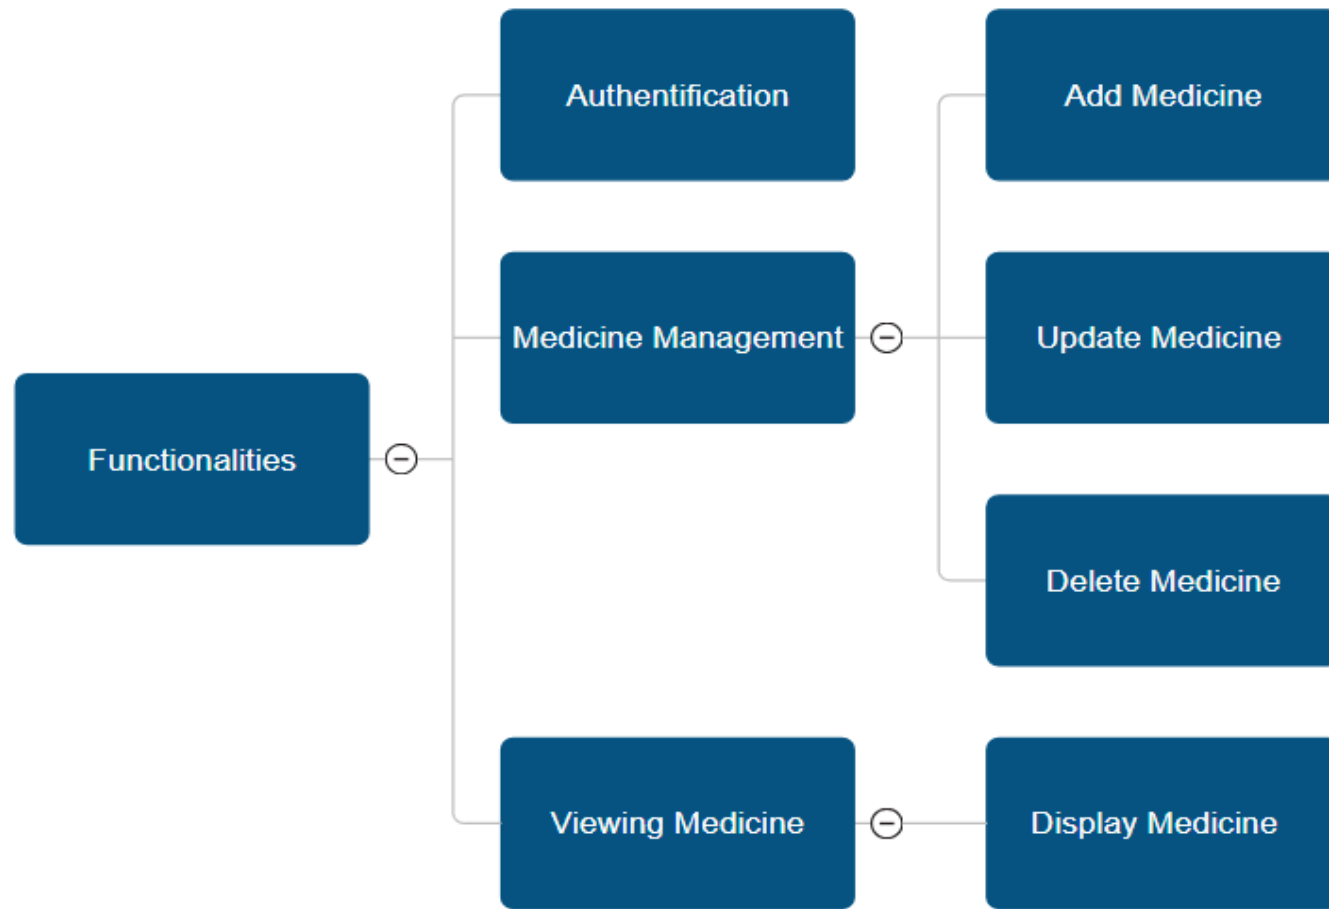 Authentification
Add Medicine
Medicine Management
Update Medicine
Functionalities
Delete Medicine
Viewing Medicine
Display Medicine